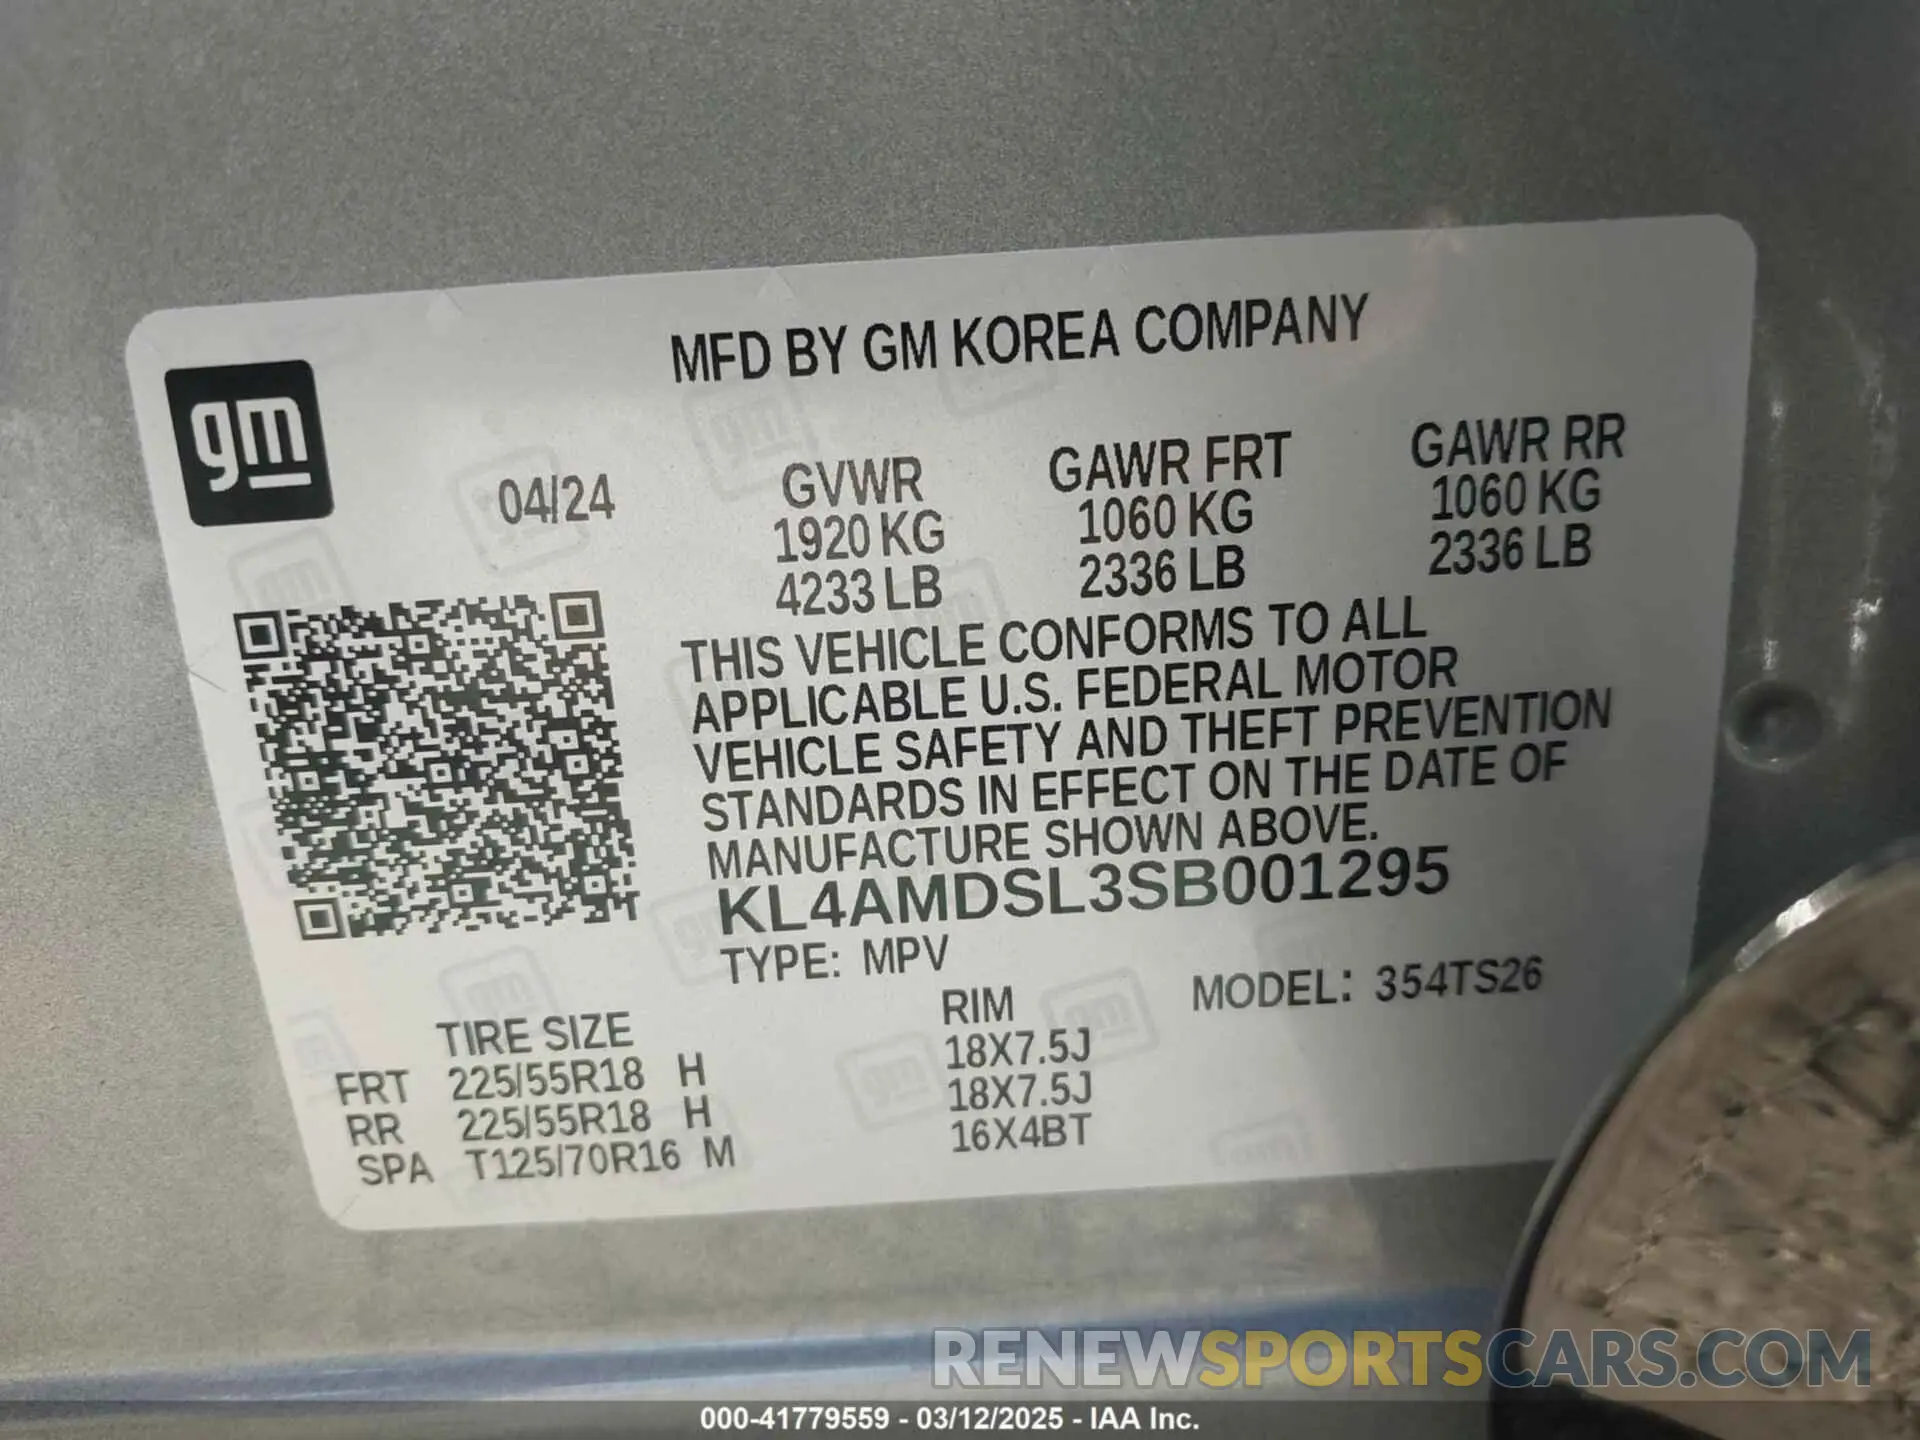 MFD BY GM KOREA COMPANY
gm
04/24
GVWR GAWR FRT GAWR RR
1920 KG 1060 KG 1060 KG
4233 LB 2336 LB 2336 LB
THIS VEHICLE CONFORMS TO ALL
APPLICABLE U.S. FEDERAL MOTOR
VEHICLE SAFETY AND THEFT PREVENTION
STANDARDS IN EFFECT ON THE DATE OF
MANUFACTURE SHOWN ABOVE.
KL4AMDSL3SB001295
TYPE: MPV MODEL: 354TS26
TIRE SIZE RIM
FRT 225/55R18 H 18X7.5J
RR 225/55R18 H 18X7.5J
SPA T125/70R16 M 16X4BT
RENEWSPORTSCARS.COM
000-41779559 - 03/12/2025 - IAA Inc.